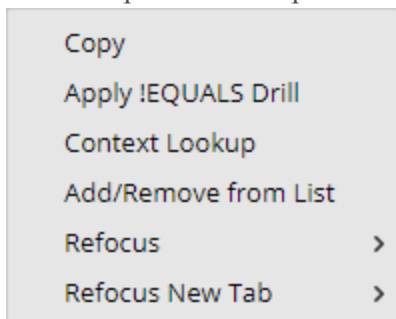 Copy
Apply !EQUALS Drill
Context Lookup
Add/Remove from List
Refocus
Refocus New Tab